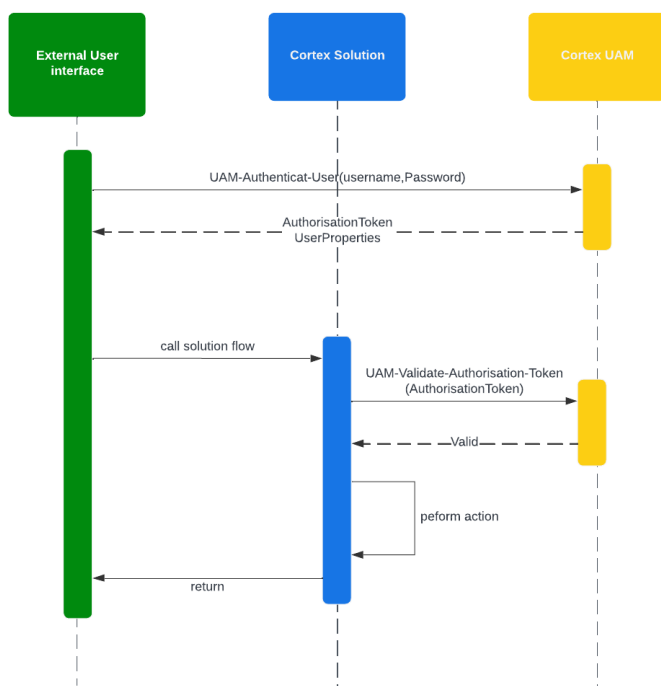 External User
interface
Cortex Solution
Cortex UAM
UAM-Authenticat-User(username,Password)
AuthorisationToken
UserProperties
call solution flow
UAM-Validate-Authorisation-Token
(AuthorisationToken)
Valid
peform action
return